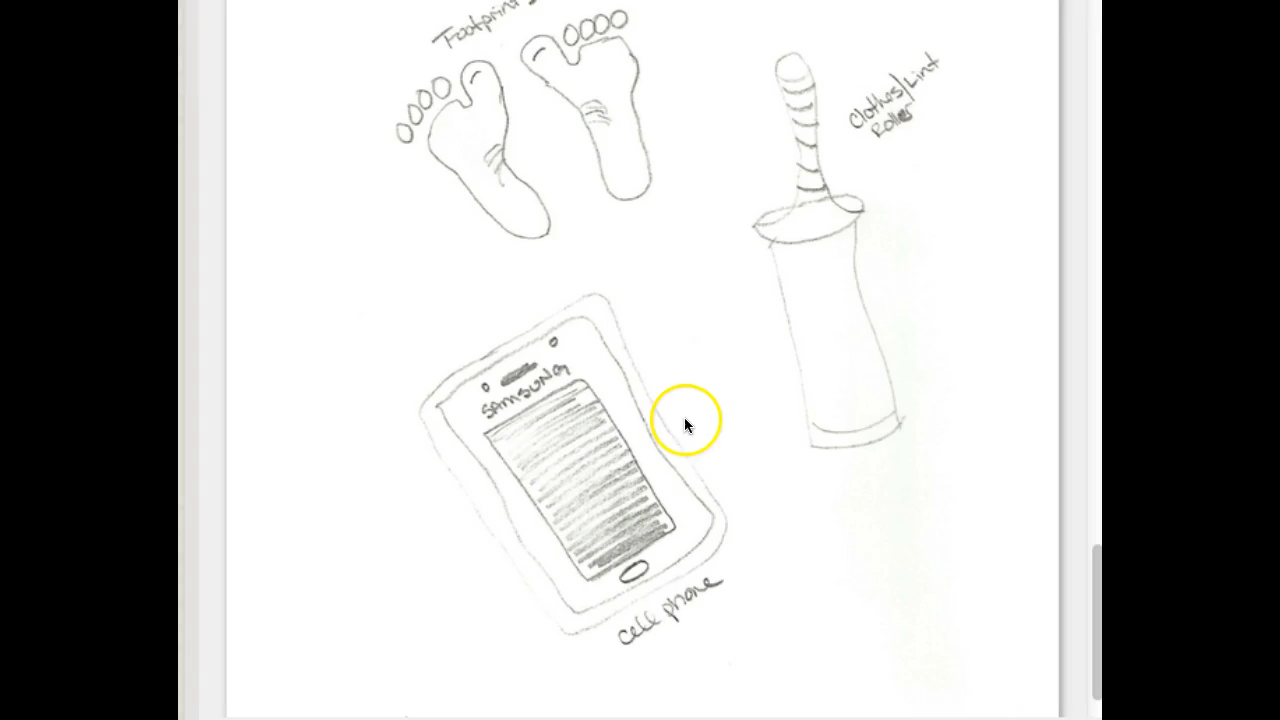 Footprints
Clothes/Lint
Roller
SAMSUNG
cell phone